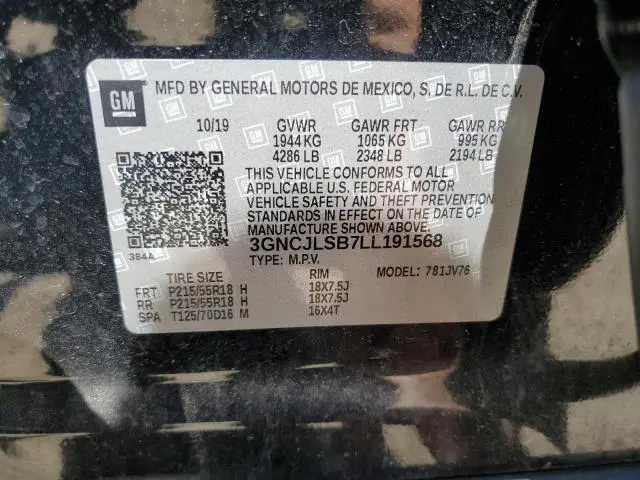 GM MFD BY GENERAL MOTORS DE MEXICO, S. DE R.L. DE C.V.
10/19 GVWR GAWR FRT GAWR RR
1944 KG 1065 KG 995 KG
4286 LB 2348 LB 2194 LB
THIS VEHICLE CONFORMS TO ALL
APPLICABLE U.S. FEDERAL MOTOR
VEHICLE SAFETY AND THEFT
PREVENTION STANDARDS IN EFFECT ON THE DATE OF
MANUFACTURE SHOWN ABOVE.
384A 3GNCJLSB7LL191568
TYPE: M.P.V. MODEL: 781JV76
TIRE SIZE RIM
FRT P215/55R18 H 18X7.5J
RR P215/55R18 H 18X7.5J
SPA T125/70D16 M 16X4T